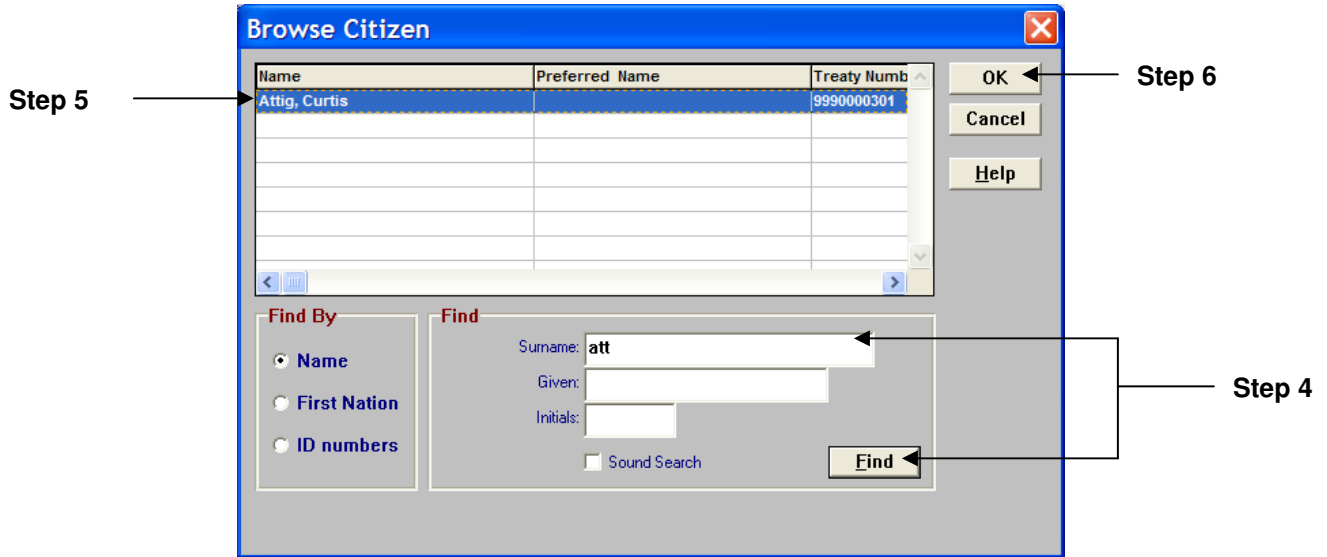 Browse Citizen
Name Preferred Name Treaty Numb
Step 5
Attig, Curtis 9990000301
OK
Step 6
Cancel
Help
Find By
Name
First Nation
ID numbers
Find
Surname: att
Given:
Initials:
Sound Search
Find
Step 4